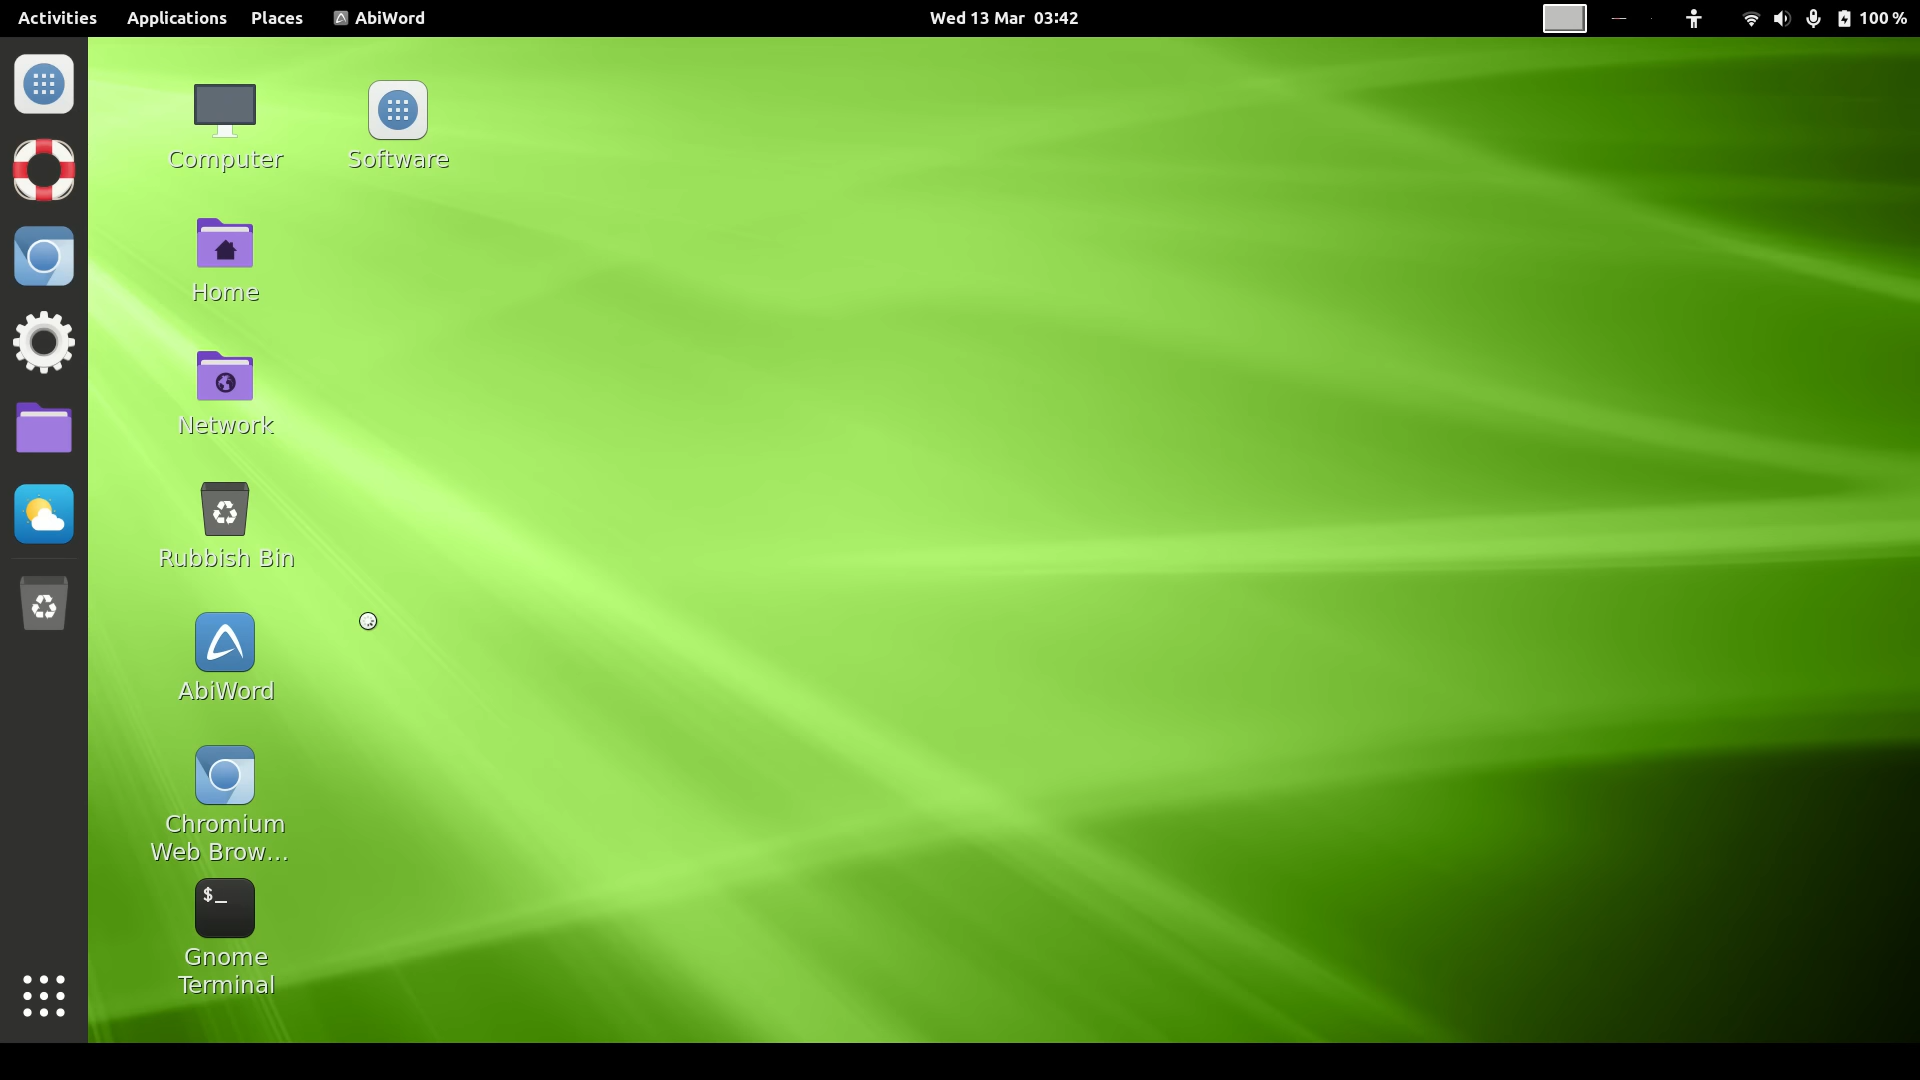 Activities Applications Places AbiWord Wed 13 Mar 03:42 100 %
Computer
Software
Home
Network
Rubbish Bin
AbiWord
Chromium
Web Brow...
$_
Gnome
Terminal